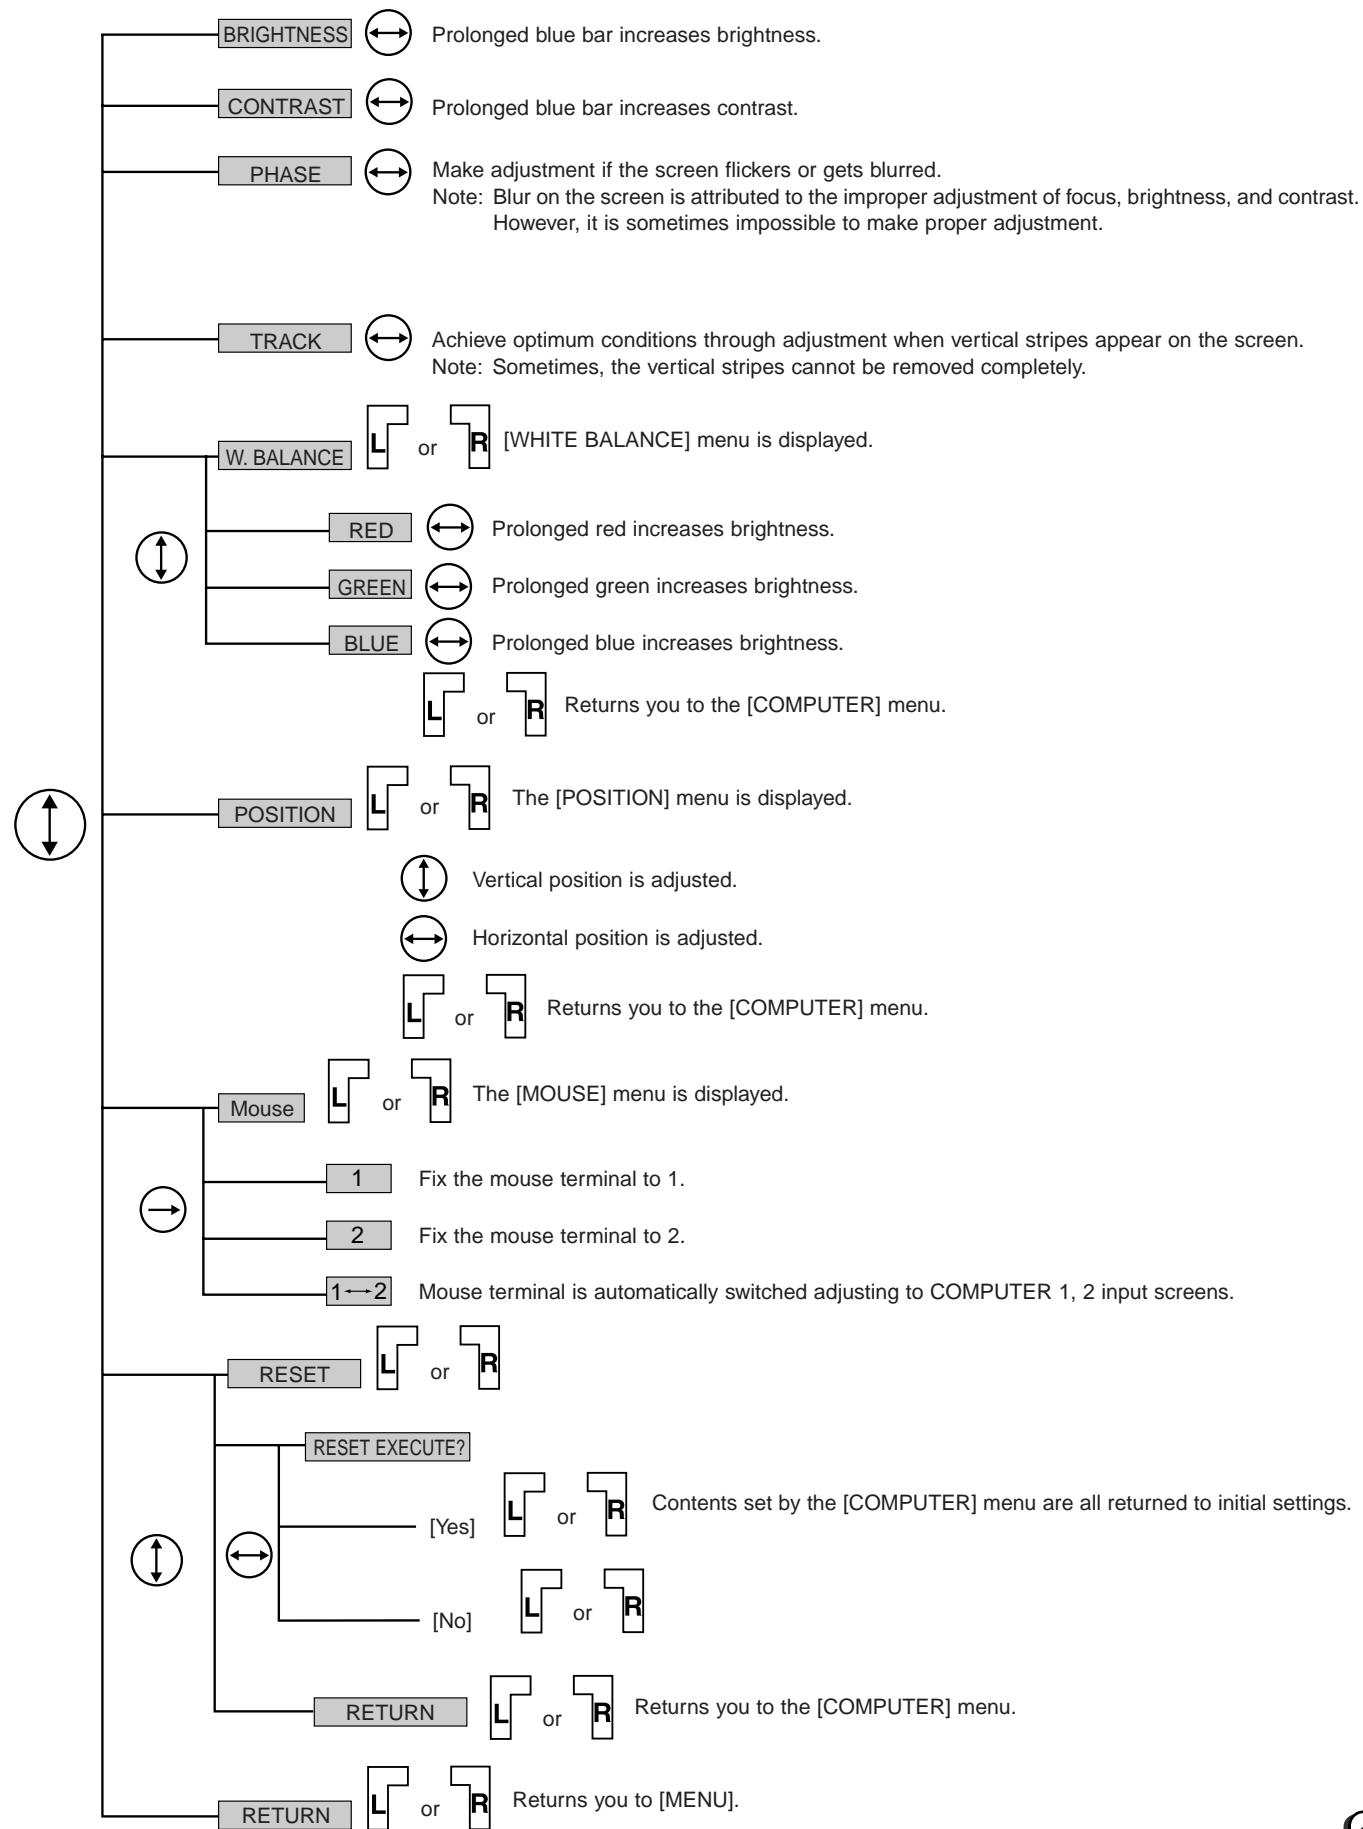 BRIGHTNESS Prolonged blue bar increases brightness.
CONTRAST Prolonged blue bar increases contrast.
PHASE Make adjustment if the screen flickers or gets blurred.
Note: Blur on the screen is attributed to the improper adjustment of focus, brightness, and contrast.
However, it is sometimes impossible to make proper adjustment.
TRACK Achieve optimum conditions through adjustment when vertical stripes appear on the screen.
Note: Sometimes, the vertical stripes cannot be removed completely.
W. BALANCE L or R [WHITE BALANCE] menu is displayed.
RED Prolonged red increases brightness.
GREEN Prolonged green increases brightness.
BLUE Prolonged blue increases brightness.
L or R Returns you to the [COMPUTER] menu.
POSITION L or R The [POSITION] menu is displayed.
Vertical position is adjusted.
Horizontal position is adjusted.
L or R Returns you to the [COMPUTER] menu.
Mouse L or R The [MOUSE] menu is displayed.
1 Fix the mouse terminal to 1.
2 Fix the mouse terminal to 2.
1↔2 Mouse terminal is automatically switched adjusting to COMPUTER 1, 2 input screens.
RESET L or R
RESET EXECUTE?
[Yes] L or R Contents set by the [COMPUTER] menu are all returned to initial settings.
[No] L or R
RETURN L or R Returns you to the [COMPUTER] menu.
RETURN L or R Returns you to [MENU].